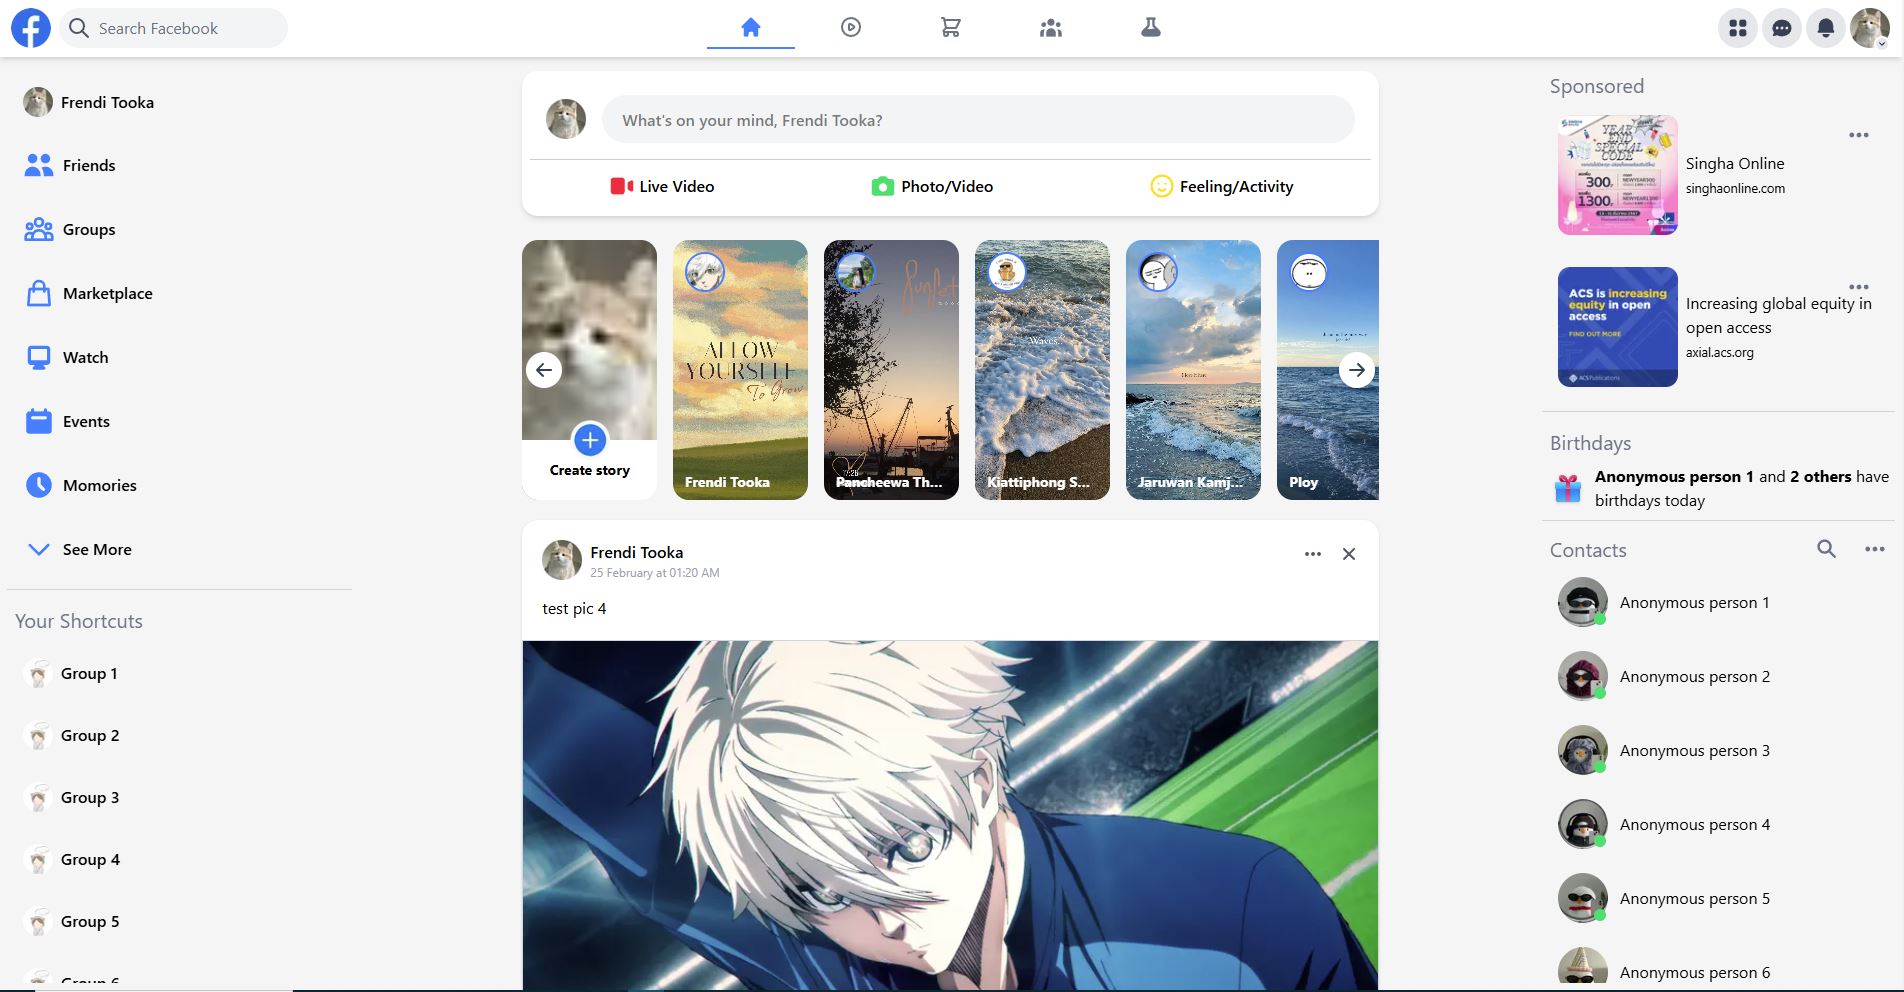 Search Facebook
Frendi Tooka
Friends
Groups
Marketplace
Watch
Events
Momories
See More
Your Shortcuts
Group 1
Group 2
Group 3
Group 4
Group 5
Group 6
What's on your mind, Frendi Tooka?
Live Video
Photo/Video
Feeling/Activity
Create story
ALLOW
YOURSELF
To Grow
Frendi Tooka
Pancheewa Th...
Waves.
Kiattiphong S...
Jaruwan Kamj...
Ploy
Frendi Tooka
25 February at 01:20 AM
test pic 4
Sponsored
YEAR
END
SPECIAL
CODE
300.-
NEWYEAR300
1300.-
Singha Online
singhaonline.com
ACS is increasing
equity in open
access
FIND OUT MORE
ACS Publications
Increasing global equity in
open access
axial.acs.org
Birthdays
Anonymous person 1 and 2 others have
birthdays today
Contacts
Anonymous person 1
Anonymous person 2
Anonymous person 3
Anonymous person 4
Anonymous person 5
Anonymous person 6